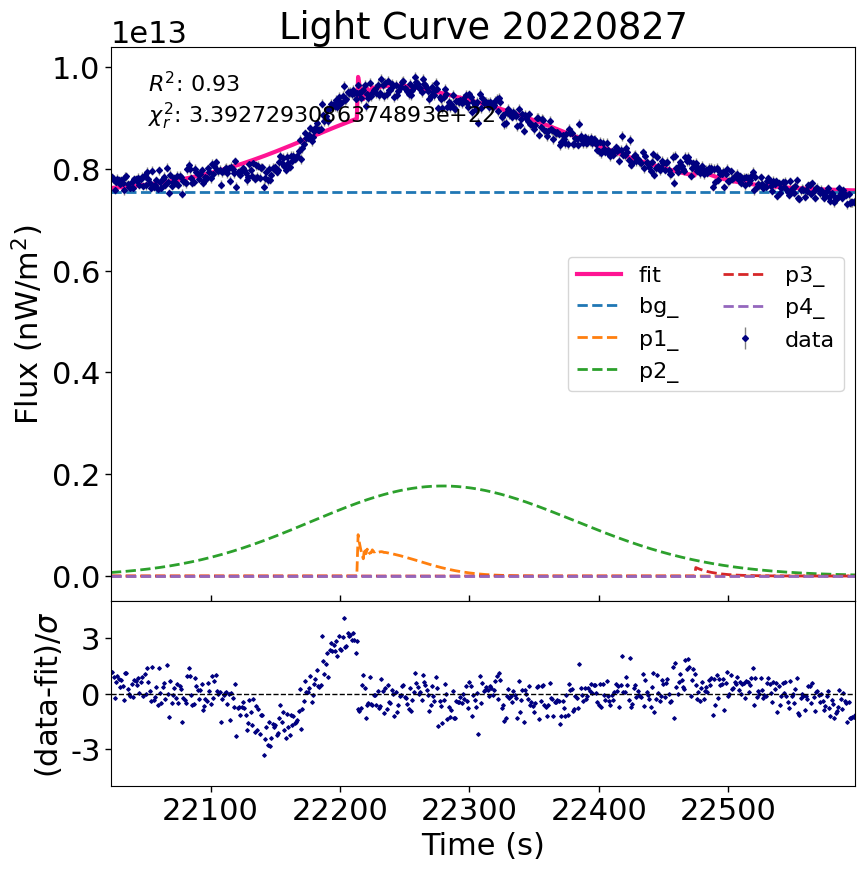 Light Curve 20220827
1e13
R²: 0.93
χ²ᵣ: 3.3927293086374893e+22
1.0
0.8
0.6
0.4
0.2
0.0
Flux (nW/m²)
fit
bg_
p1_
p2_
p3_
p4_
data
3
0
-3
(data-fit)/σ
22100 22200 22300 22400 22500
Time (s)